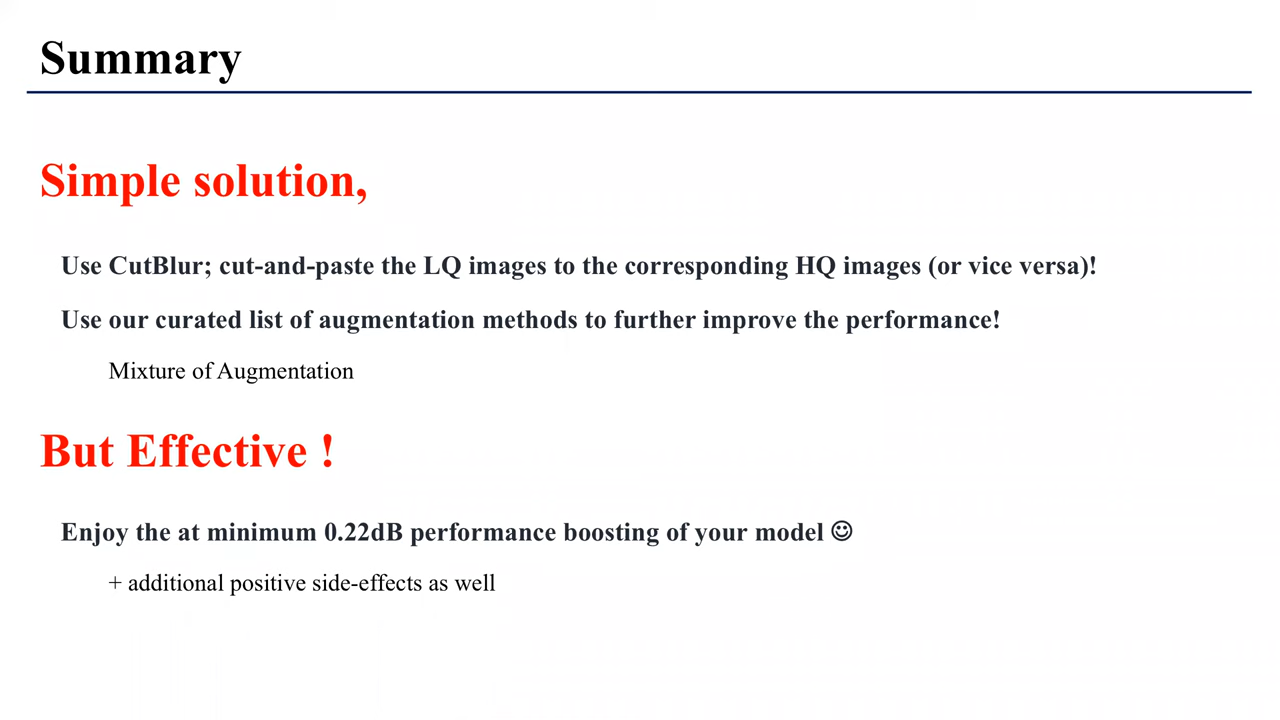 Summary
Simple solution,
Use CutBlur; cut-and-paste the LQ images to the corresponding HQ images (or vice versa)!
Use our curated list of augmentation methods to further improve the performance!
Mixture of Augmentation
But Effective !
Enjoy the at minimum 0.22dB performance boosting of your model ☺
+ additional positive side-effects as well